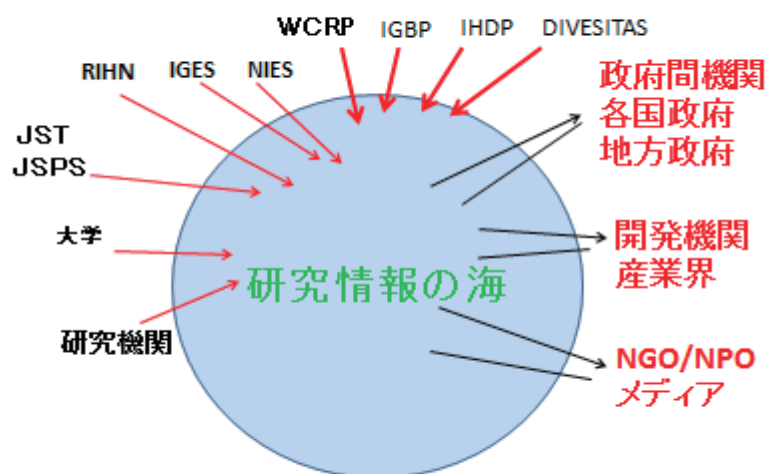 WCRP IGBP IHDP DIVESITAS
RIHN IGES NIES
政府間機関
各国政府
地方政府
JST
JSPS
大学
開発機関
産業界
研究情報の海
研究機関
NGO/NPO
メディア